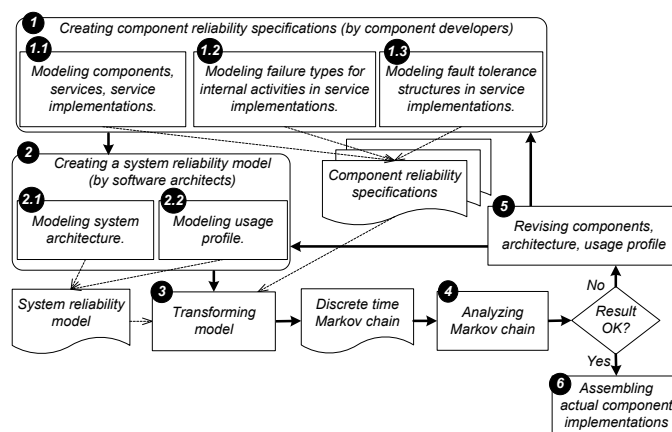 1
Creating component reliability specifications (by component developers)
1.1
Modeling components,
services, service
implementations.
1.2
Modeling failure types for
internal activities in service
implementations.
1.3
Modeling fault tolerance
structures in service
implementations.
2
Creating a system reliability model
(by software architects)
2.1
Modeling system
architecture.
2.2
Modeling usage
profile.
Component reliability
specifications
5
Revising components,
architecture, usage profile
System reliability
model
3
Transforming
model
Discrete time
Markov chain
4
Analyzing
Markov chain
No
Result
OK?
Yes
6
Assembling
actual component
implementations